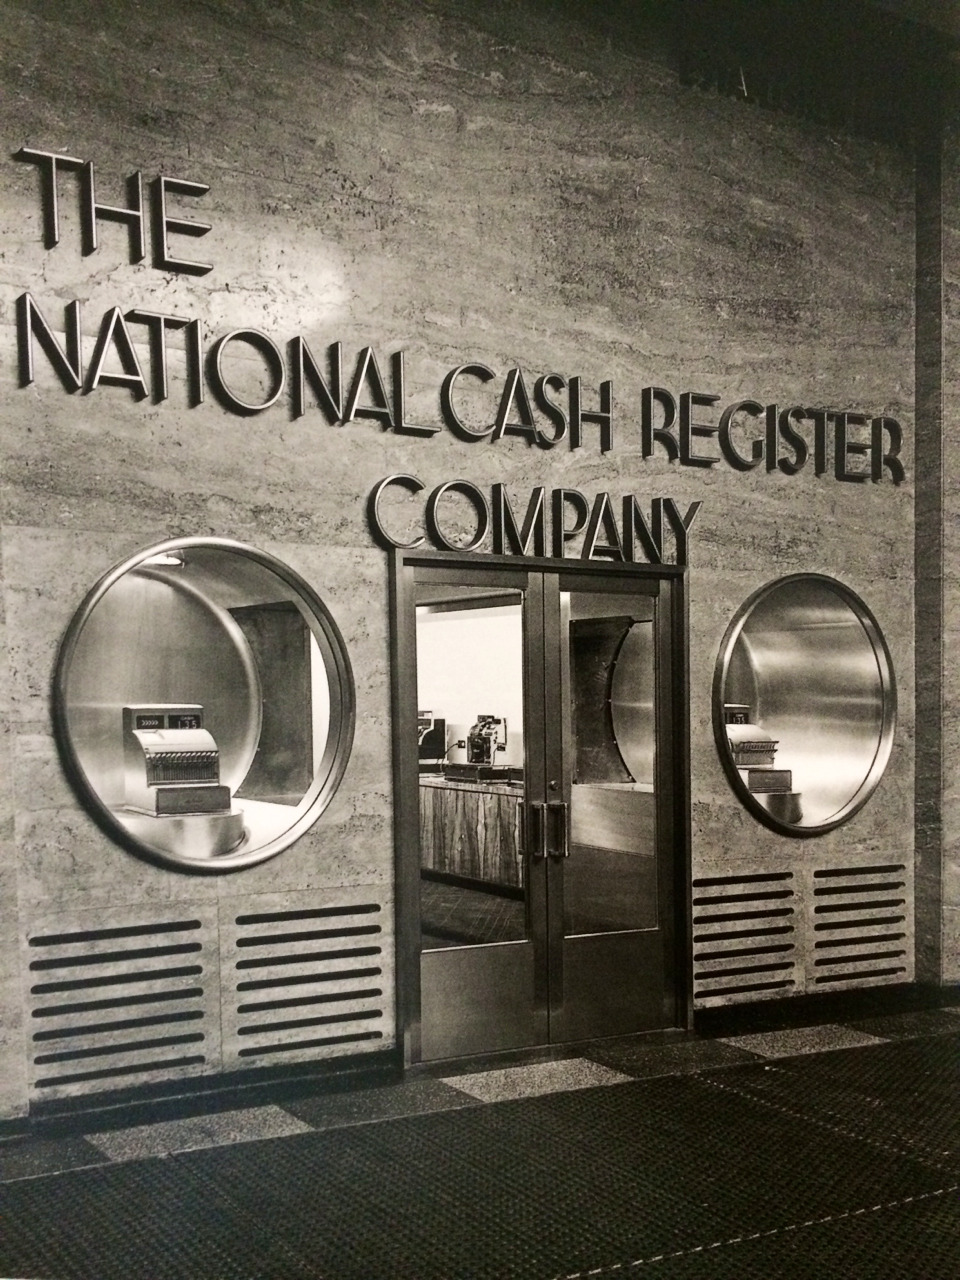 THE
NATIONAL CASH REGISTER
COMPANY